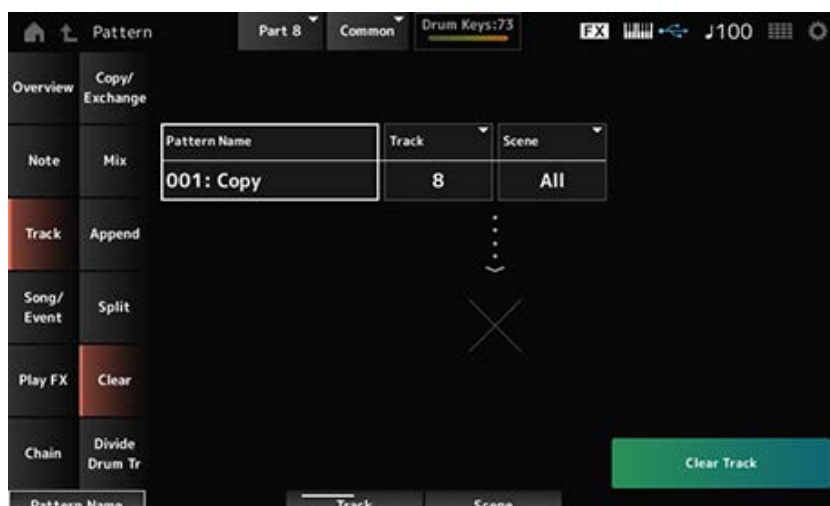 Pattern
Part 8
Common
Drum Keys:73
FX
♩100
Overview
Copy/
Exchange
Note
Mix
Pattern Name
Track
Scene
001: Copy
8
All
Track
Append
Song/
Event
Split
Play FX
Clear
Chain
Divide
Drum Tr
Clear Track
Pattern Name
Track
Scene